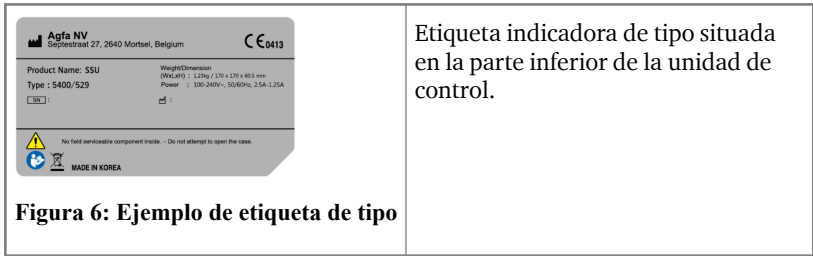 Agfa NV
Septestraat 27, 2640 Mortsel, Belgium
CE0413
Product Name: SSU
Type : 5400/529
SN :
Weight/Dimension
(WxLxH) : 1.23kg / 170 x 170 x 60.5 mm
Power : 100-240V~, 50/60Hz, 2.5A-1.25A
:
No field serviceable component inside. – Do not attempt to open the case.
MADE IN KOREA
Figura 6: Ejemplo de etiqueta de tipo
Etiqueta indicadora de tipo situada
en la parte inferior de la unidad de
control.